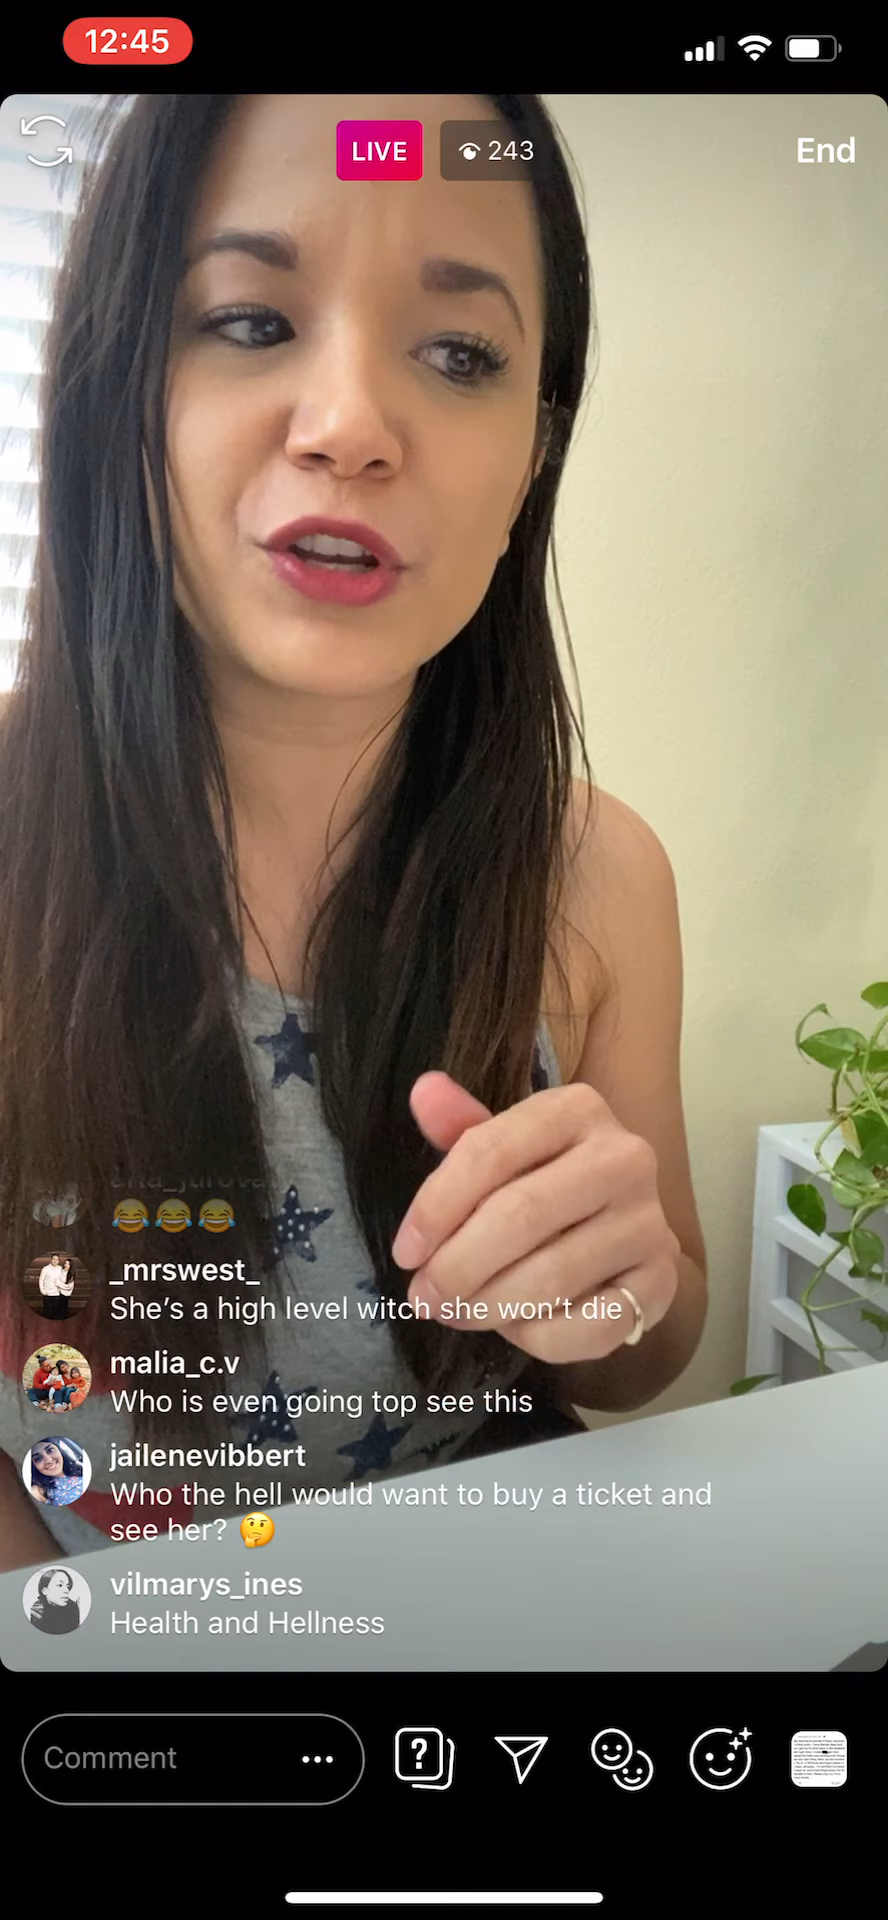 12:45
LIVE
243
End
😂😂😂
_mrswest_
She's a high level witch she won't die
malia_c.v
Who is even going top see this
jailenevibbert
Who the hell would want to buy a ticket and
see her? 🤔
vilmarys_ines
Health and Hellness
Comment